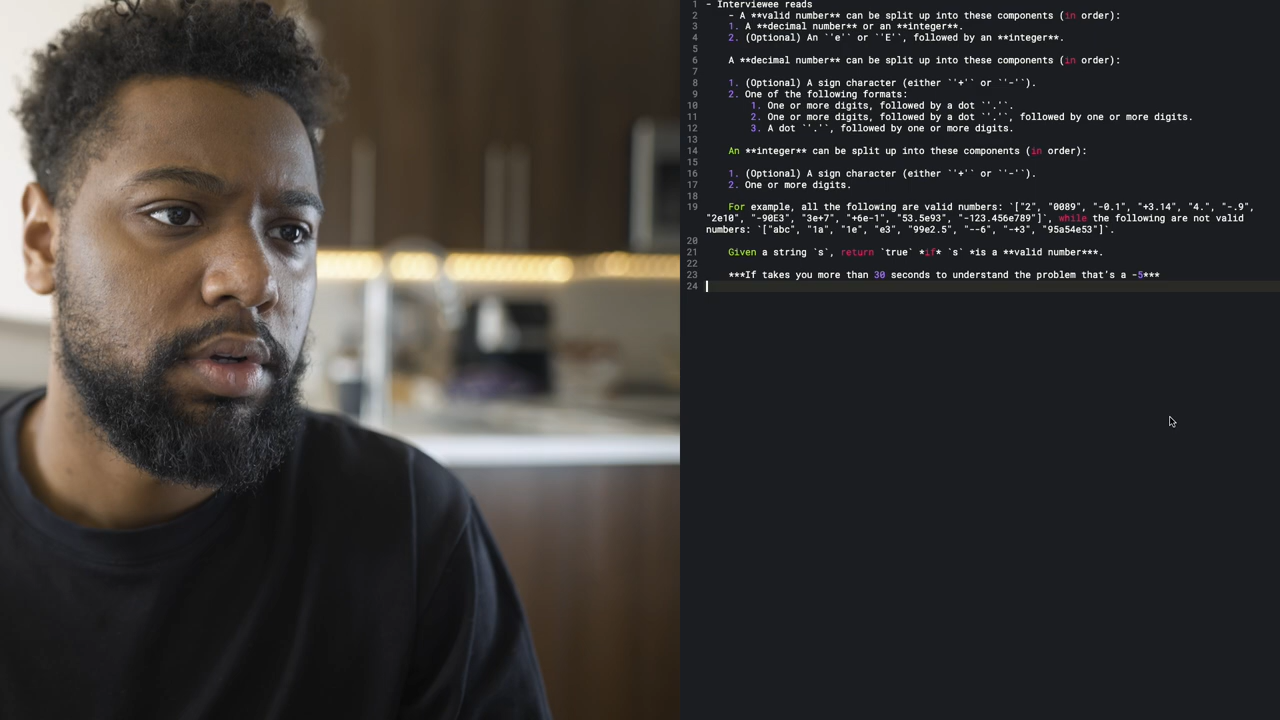 1 - Interviewee reads
2 - A **valid number** can be split up into these components (in order):
3 1. A **decimal number** or an **integer**.
4 2. (Optional) An `'e'` or `'E'`, followed by an **integer**.
5
6 A **decimal number** can be split up into these components (in order):
7
8 1. (Optional) A sign character (either `'+'` or `'-'`).
9 2. One of the following formats:
10 1. One or more digits, followed by a dot `'.'`.
11 2. One or more digits, followed by a dot `'.'`, followed by one or more digits.
12 3. A dot `'.'`, followed by one or more digits.
13
14 An **integer** can be split up into these components (in order):
15
16 1. (Optional) A sign character (either `'+'` or `'-'`).
17 2. One or more digits.
18
19 For example, all the following are valid numbers: `["2", "0089", "-0.1", "+3.14", "4.", "-.9",
"2e10", "-90E3", "3e+7", "+6e-1", "53.5e93", "-123.456e789"]`, while the following are not valid
numbers: `["abc", "1a", "1e", "e3", "99e2.5", "--6", "-+3", "95a54e53"]`.
20
21 Given a string `s`, return `true` *if* `s` *is a **valid number***.
22
23 ***If takes you more than 30 seconds to understand the problem that's a -5***
24